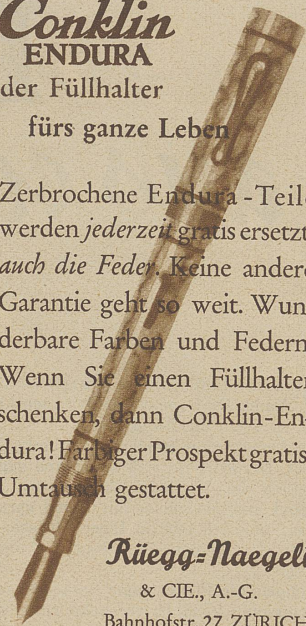 Conklin
ENDURA
der Füllhalter
fürs ganze Leben
Zerbrochene Endura-Teile
werden jederzeit gratis ersetzt
auch die Feder. Keine andere
Garantie geht so weit. Wun-
derbare Farben und Federn.
Wenn Sie einen Füllhalter
schenken, dann Conklin-En-
dura! Farbiger Prospekt gratis.
Umtausch gestattet.
Rüegg=Naegeli
& CIE., A.-G.
Bahnhofstr. 27 ZÜRICH